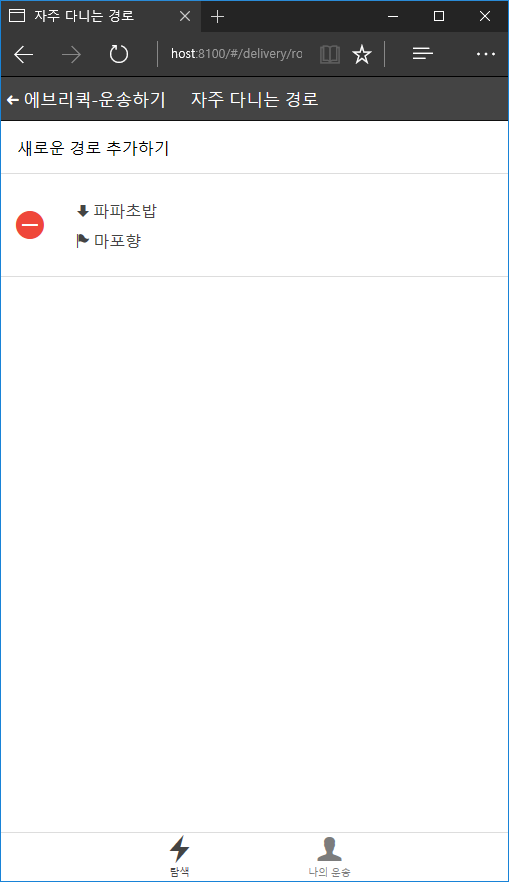 자주 다니는 경로
host:8100/#/delivery/ro
에브리퀵-운송하기 자주 다니는 경로
새로운 경로 추가하기
파파초밥
마포향
탐색
나의 운송